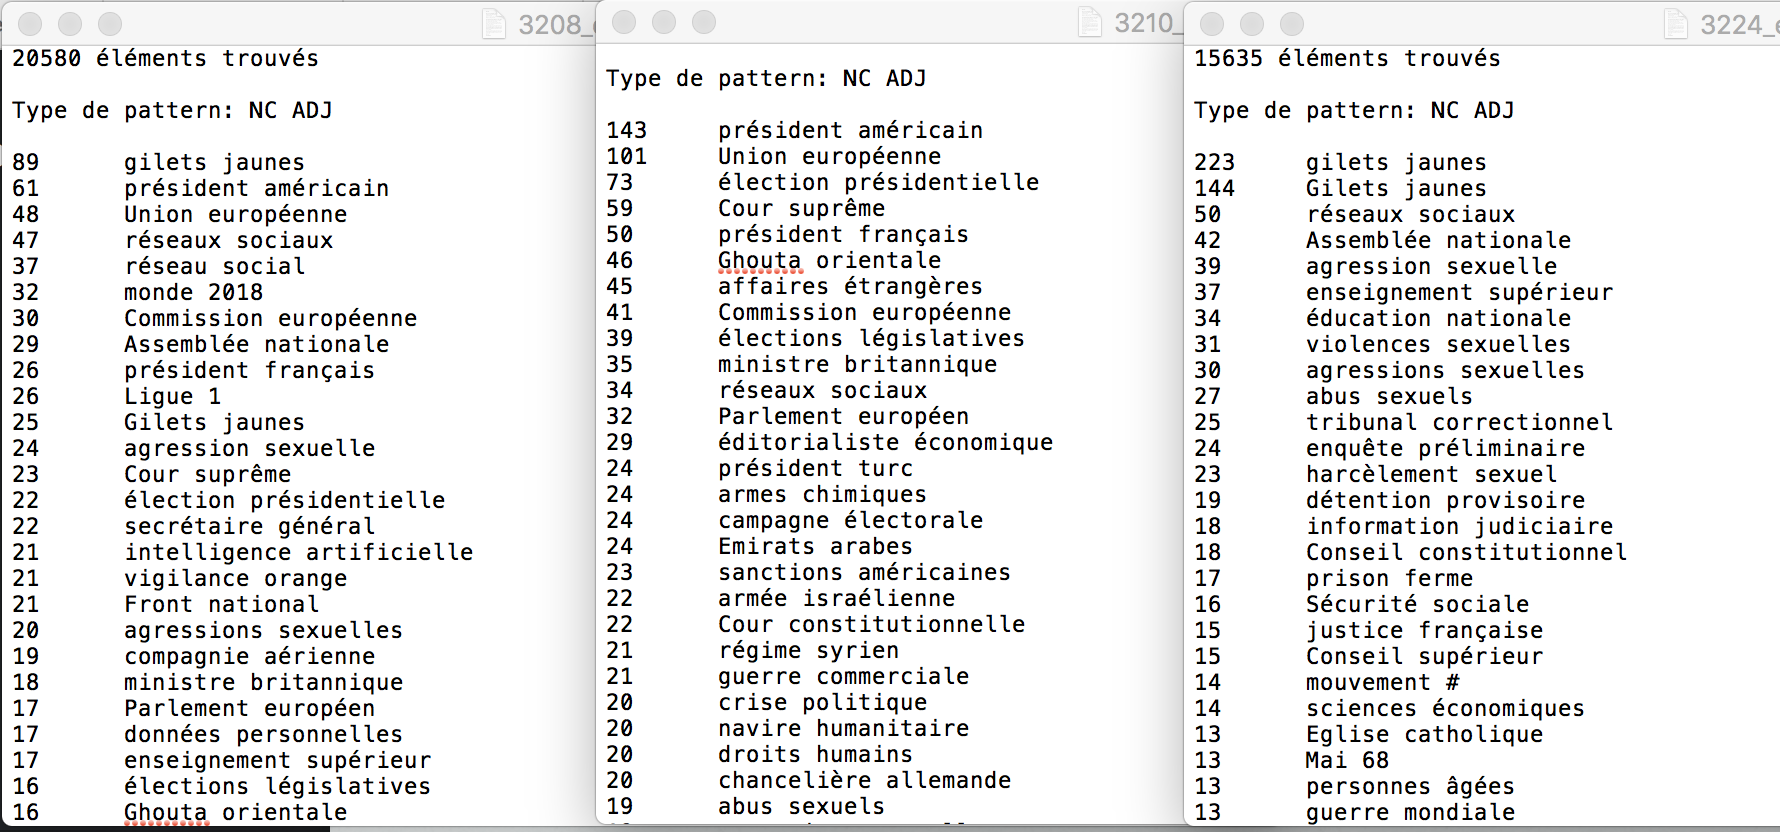 3208_
20580 éléments trouvés
Type de pattern: NC ADJ
89 gilets jaunes
61 président américain
48 Union européenne
47 réseaux sociaux
37 réseau social
32 monde 2018
30 Commission européenne
29 Assemblée nationale
26 président français
26 Ligue 1
25 Gilets jaunes
24 agression sexuelle
23 Cour suprême
22 élection présidentielle
22 secrétaire général
21 intelligence artificielle
21 vigilance orange
21 Front national
20 agressions sexuelles
19 compagnie aérienne
18 ministre britannique
17 Parlement européen
17 données personnelles
17 enseignement supérieur
16 élections législatives
16 Ghouta orientale
3210_
Type de pattern: NC ADJ
143 président américain
101 Union européenne
73 élection présidentielle
59 Cour suprême
50 président français
46 Ghouta orientale
45 affaires étrangères
41 Commission européenne
39 élections législatives
35 ministre britannique
34 réseaux sociaux
32 Parlement européen
29 éditorialiste économique
24 président turc
24 armes chimiques
24 campagne électorale
24 Emirats arabes
23 sanctions américaines
22 armée israélienne
22 Cour constitutionnelle
21 régime syrien
21 guerre commerciale
20 crise politique
20 navire humanitaire
20 droits humains
20 chancelière allemande
19 abus sexuels
3224_
15635 éléments trouvés
Type de pattern: NC ADJ
223 gilets jaunes
144 Gilets jaunes
50 réseaux sociaux
42 Assemblée nationale
39 agression sexuelle
37 enseignement supérieur
34 éducation nationale
31 violences sexuelles
30 agressions sexuelles
27 abus sexuels
25 tribunal correctionnel
24 enquête préliminaire
23 harcèlement sexuel
19 détention provisoire
18 information judiciaire
18 Conseil constitutionnel
17 prison ferme
16 Sécurité sociale
15 justice française
15 Conseil supérieur
14 mouvement #
14 sciences économiques
13 Eglise catholique
13 Mai 68
13 personnes âgées
13 guerre mondiale